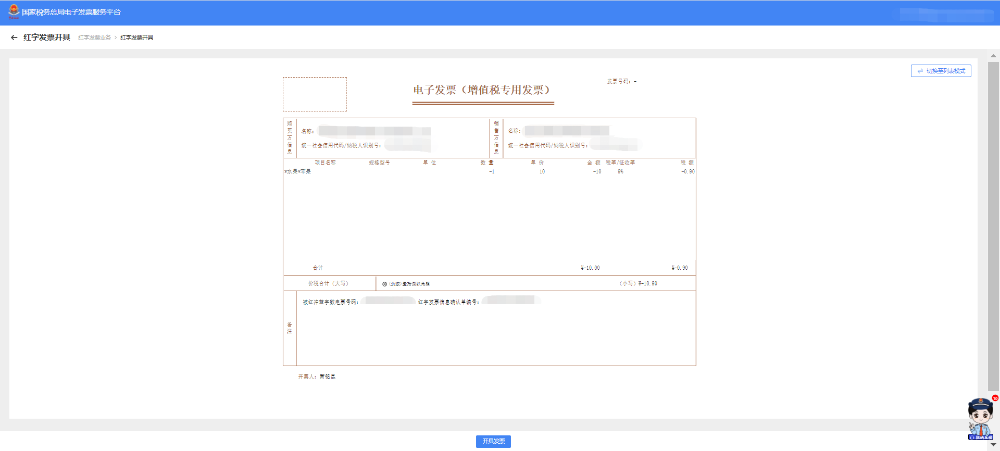 国家税务总局电子发票服务平台
红字发票开具 红字发票业务 > 红字发票开具
切换至列表模式
电子发票（增值税专用发票）
发票号码：-
购买方信息
名称：
统一社会信用代码/纳税人识别号：
销售方信息
名称：
统一社会信用代码/纳税人识别号：
项目名称 规格型号 单 位 数 量 单 价 金 额 税率/征收率 税 额
*水果*苹果 -1 10 -10 9% -0.90
合计 ¥-10.00 ¥-0.90
价税合计（大写） ⊗(负数)壹拾圆玖角整 （小写）¥-10.90
备注
被红冲蓝字数电票号码： 红字发票信息确认单编号：
开票人：萧铭昆
10
征纳互动
开具发票